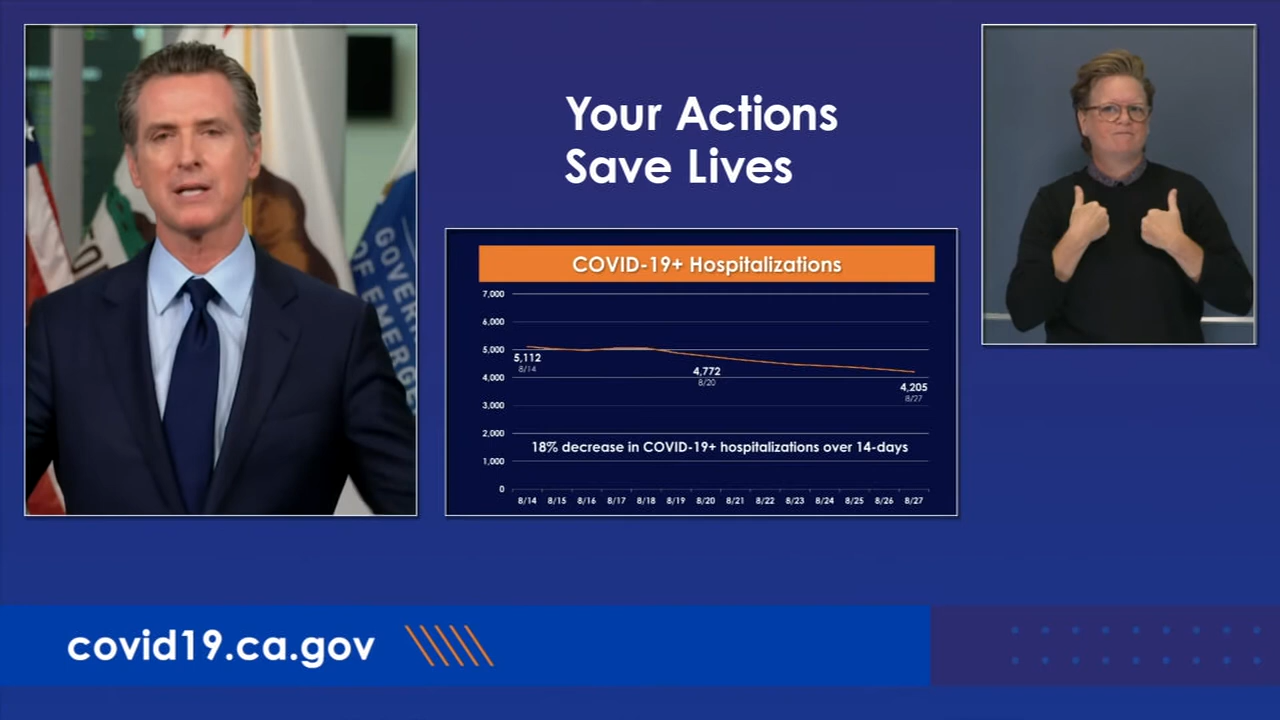 Your Actions
Save Lives
COVID-19+ Hospitalizations
7,000
6,000
5,000
4,000
3,000
2,000
1,000
0
5,112
8/14
4,772
8/20
4,205
8/27
18% decrease in COVID-19+ hospitalizations over 14-days
8/14 8/15 8/16 8/17 8/18 8/19 8/20 8/21 8/22 8/23 8/24 8/25 8/26 8/27
covid19.ca.gov